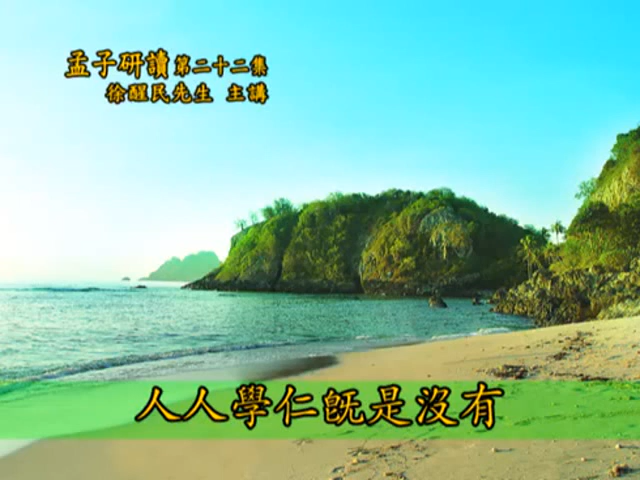 孟子研讀第二十二集
徐醒民先生 主講
人人學仁既是沒有